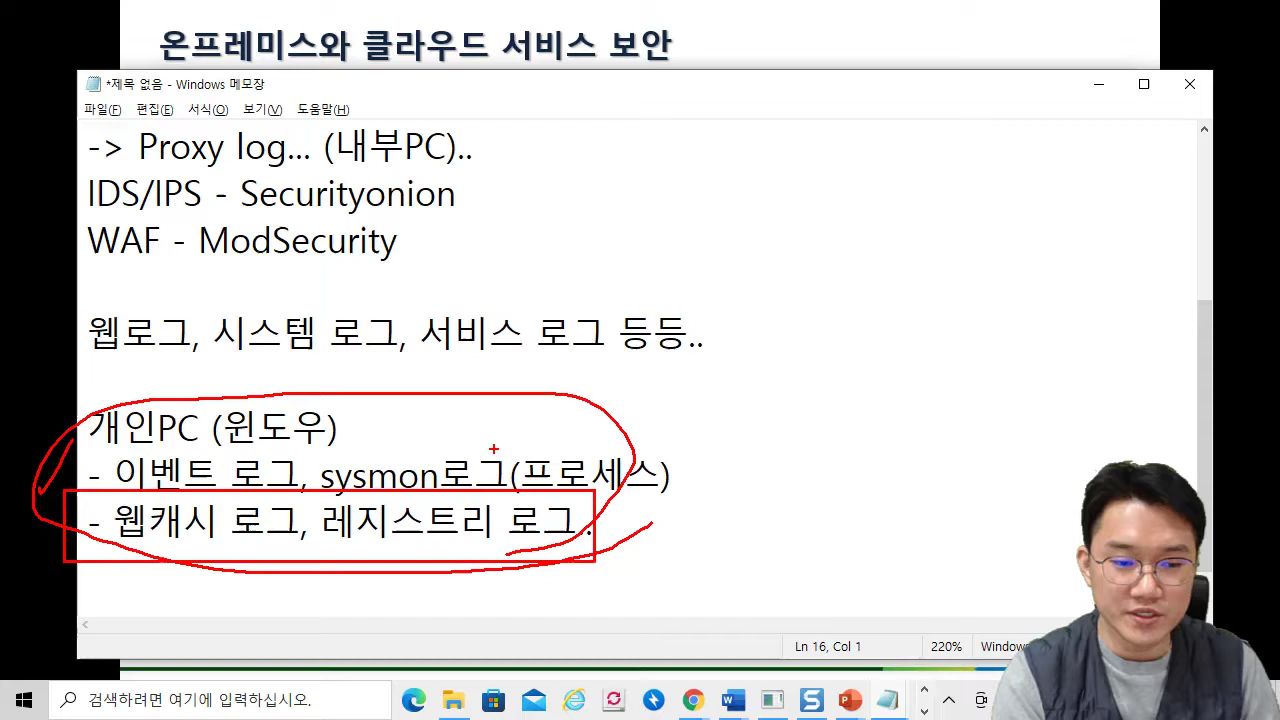 온프레미스와 클라우드 서비스 보안
*제목 없음 - Windows 메모장
파일(F) 편집(E) 서식(O) 보기(V) 도움말(H)
-> Proxy log... (내부PC)..
IDS/IPS - Securityonion
WAF - ModSecurity
웹로그, 시스템 로그, 서비스 로그 등등..
개인PC (윈도우)
- 이벤트 로그, sysmon로그(프로세스)
- 웹캐시 로그, 레지스트리 로그..
Ln 16, Col 1 220% Windows
검색하려면 여기에 입력하십시오.